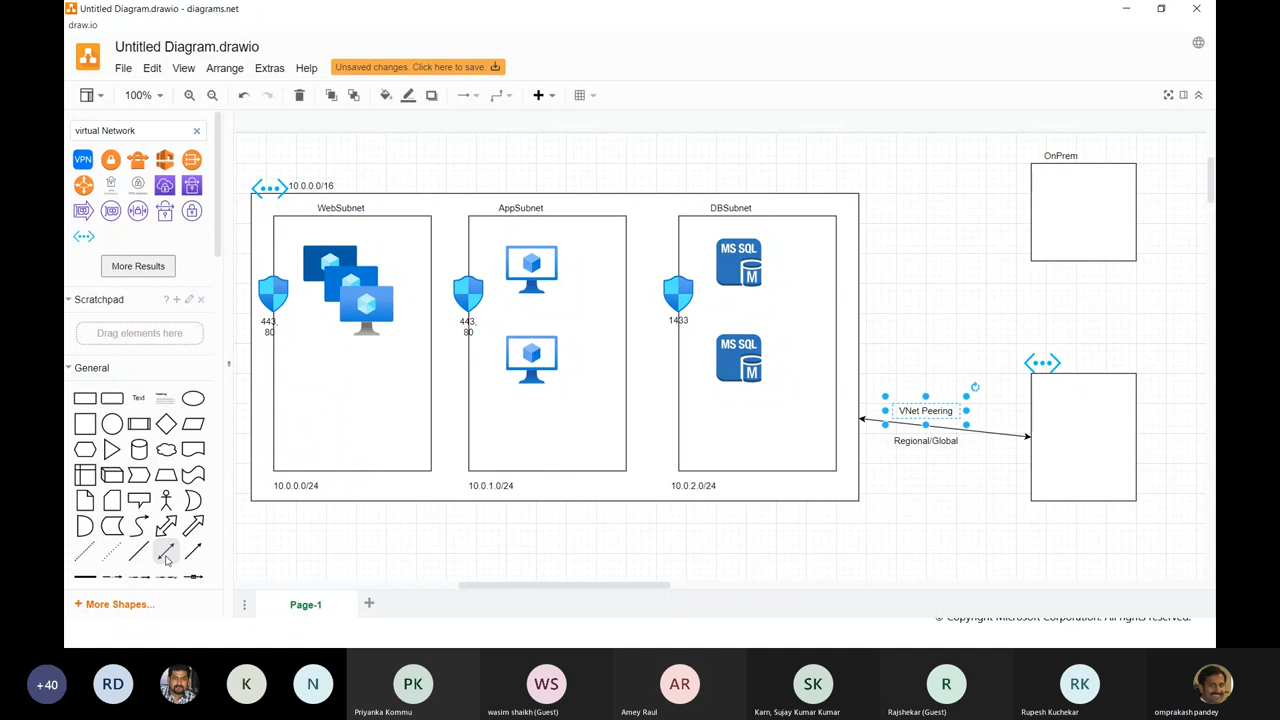 Untitled Diagram.drawio - diagrams.net
draw.io
Untitled Diagram.drawio
File Edit View Arrange Extras Help
Unsaved changes. Click here to save.
100%
virtual Network
VPN
More Results
Scratchpad
?
Drag elements here
General
Text
More Shapes...
10 0.0.0/16
WebSubnet
AppSubnet
DBSubnet
OnPrem
MS SQL
M
443,
80
443,
80
1433
MS SQL
M
VNet Peering
Regional/Global
10 0.0.0/24
10.0.1.0/24
10.0.2.0/24
Page-1
© Copyright Microsoft Corporation. All rights reserved.
+40
RD
K
N
PK
Priyanka Kommu
WS
wasim shaikh (Guest)
AR
Amey Raul
SK
Karn, Sujay Kumar Kumar
R
Rajshekar (Guest)
RK
Rupesh Kuchekar
omprakash pandey